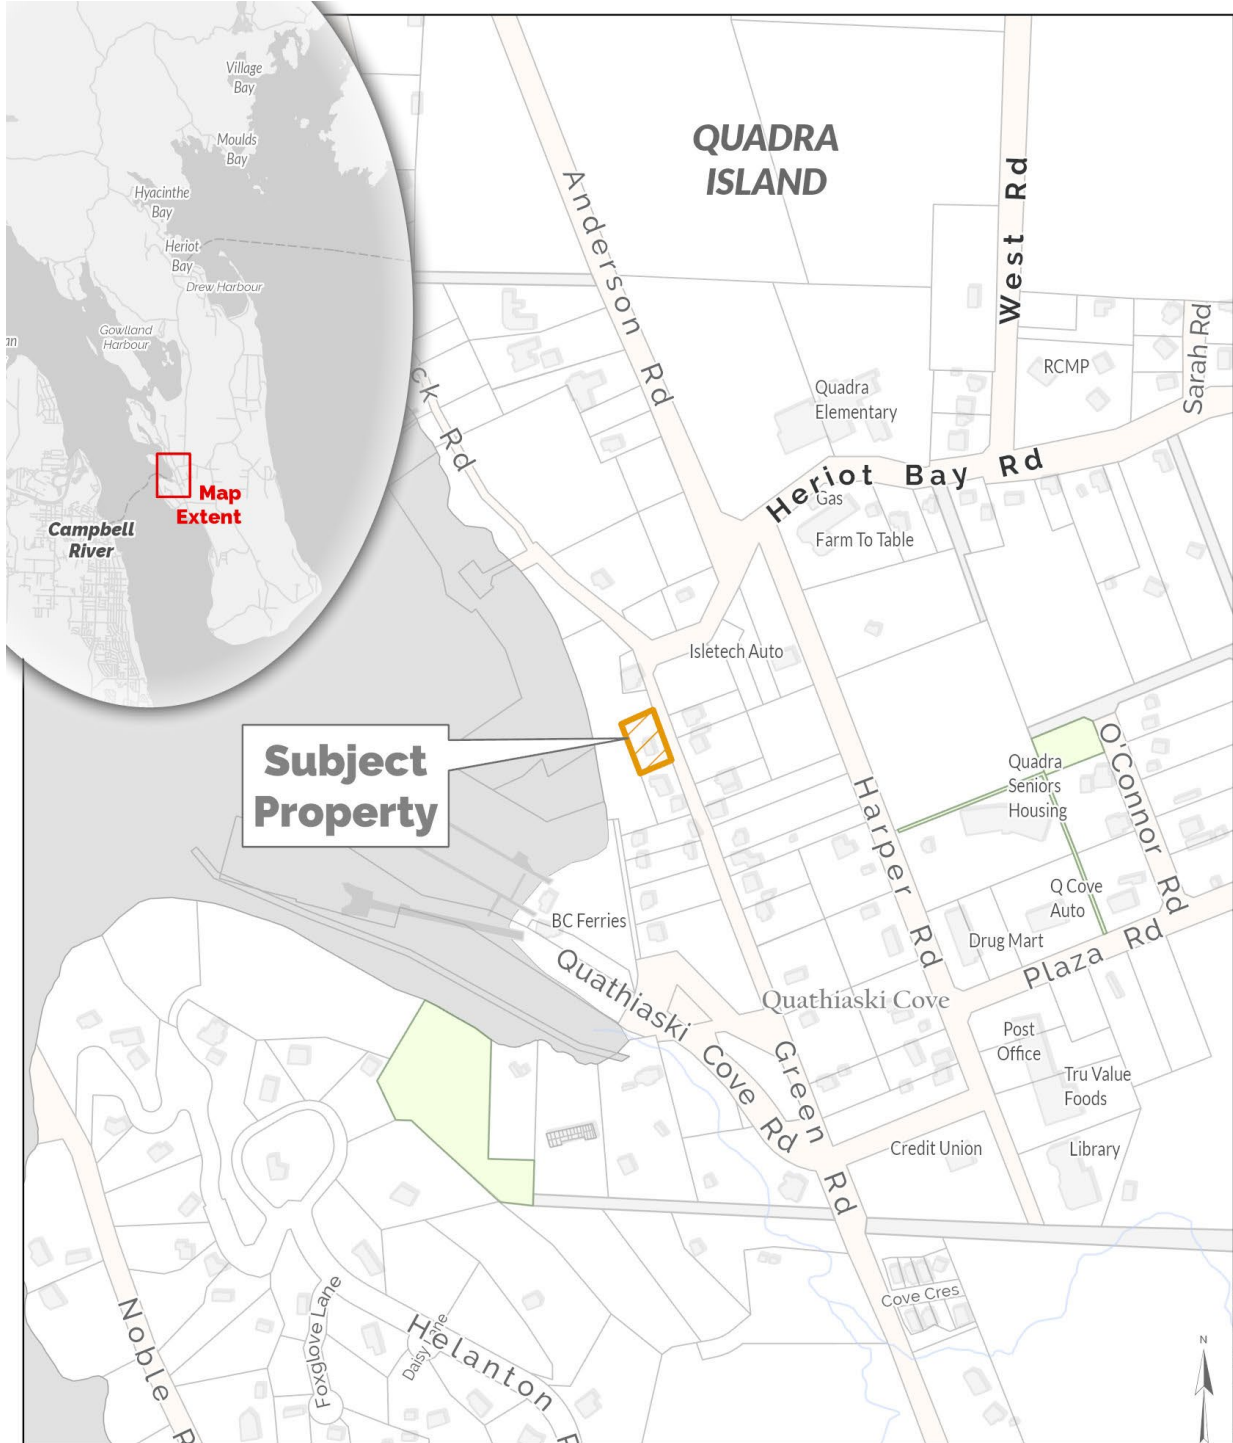 Village
Bay
Moulds
Bay
Hyacinthe
Bay
Heriot
Bay
Drew Harbour
Gowlland
Harbour
an
Map
Extent
Campbell
River
QUADRA
ISLAND
Anderson Rd
West Rd
Sarah Rd
RCMP
Quadra
Elementary
Heriot Bay Rd
Gas
Farm To Table
ck Rd
Isletech Auto
Subject
Property
Harper Rd
Quadra
Seniors
Housing
O'Connor Rd
Q Cove
Auto
Drug Mart
Plaza Rd
BC Ferries
Quathiaski Cove Rd
Quathiaski Cove
Green Rd
Post
Office
Tru Value
Foods
Credit Union
Library
Cove Cres
Noble R
Foxglove Lane
Daisy Lane
Helanton
N